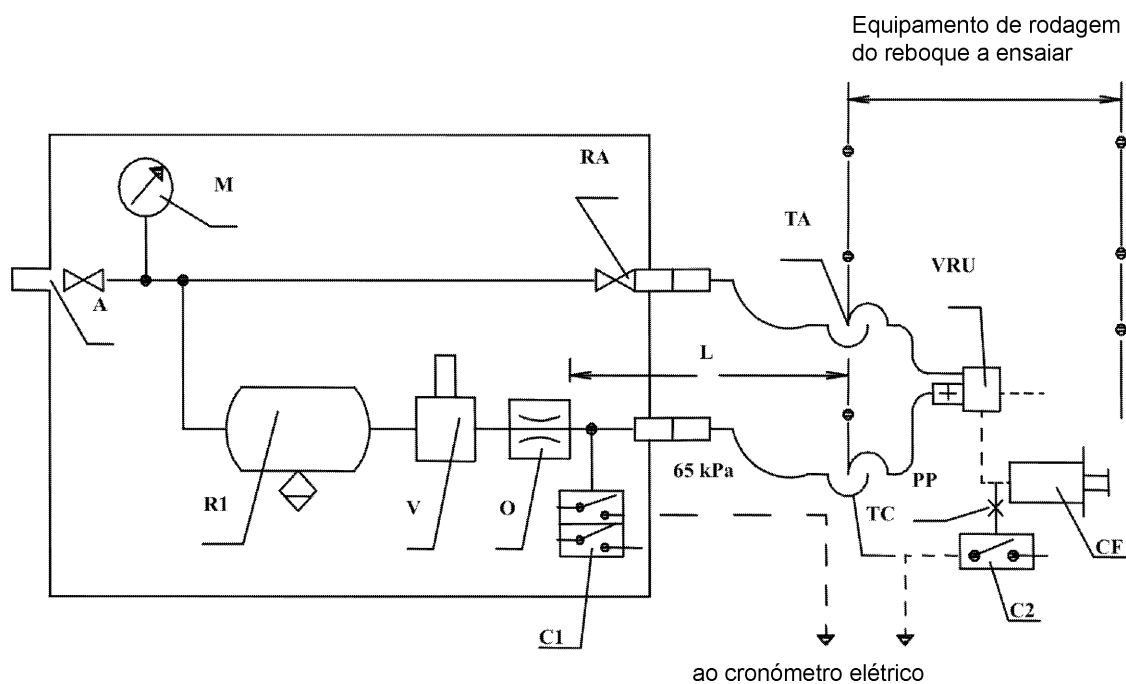 Equipamento de rodagem
do reboque a ensaiar
RA
M
TA
VRU
A
L
65 kPa
PP
R1
V
O
TC
CF
C1
C2
ao cronómetro elétrico